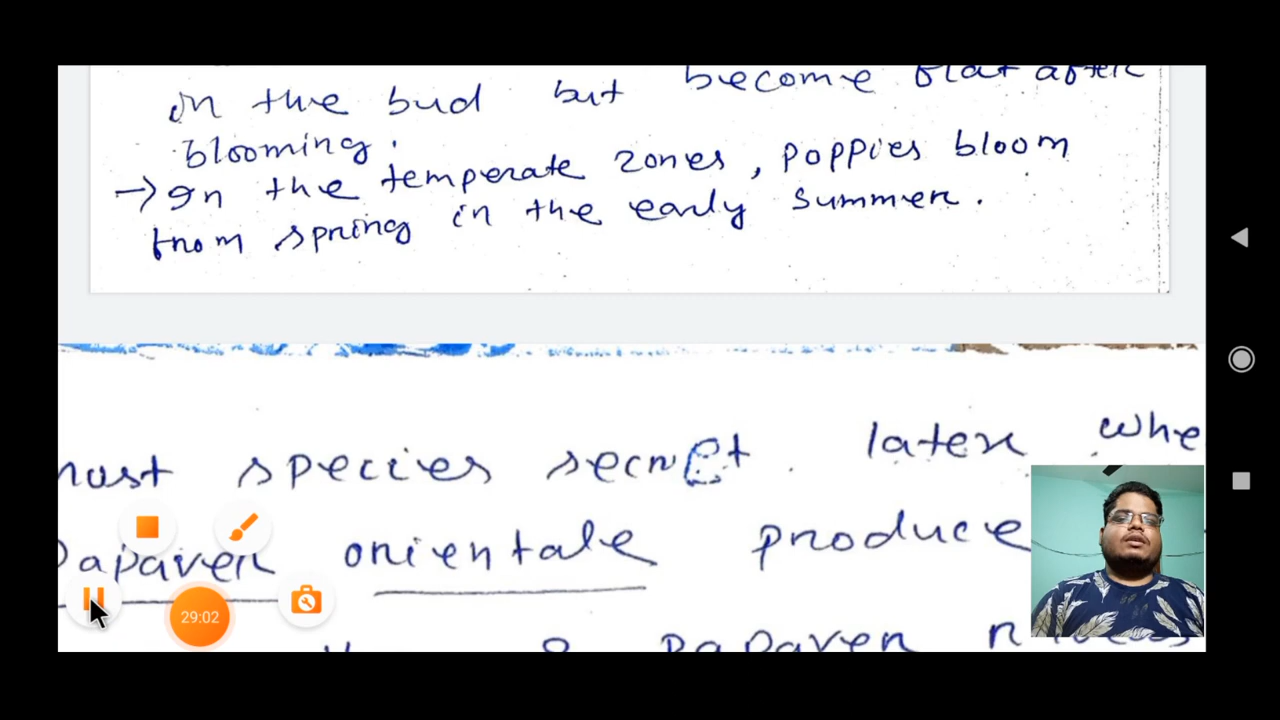 in the bud but become flat after
blooming.
→ In the temperate zones, poppies bloom
from spring in the early summer.
most species secret latex whe
Papaver orientale produce
29:02
& papaver